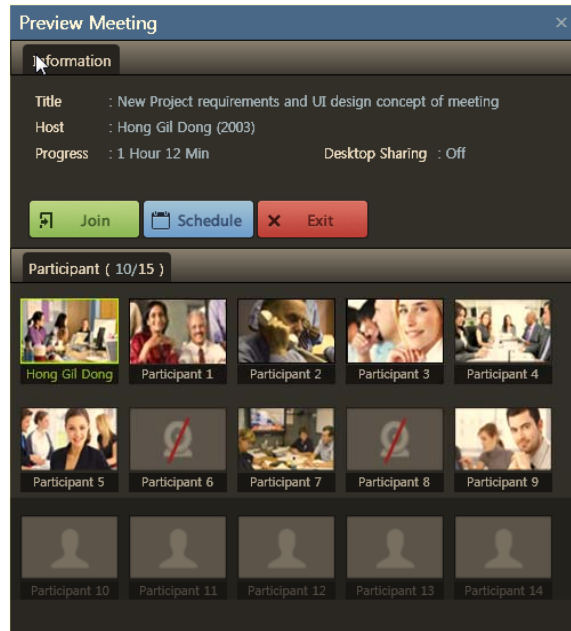 Preview Meeting
Information
Title : New Project requirements and UI design concept of meeting
Host : Hong Gil Dong (2003)
Progress : 1 Hour 12 Min Desktop Sharing : Off
Join Schedule Exit
Participant ( 10/15 )
Hong Gil Dong Participant 1 Participant 2 Participant 3 Participant 4
Participant 5 Participant 6 Participant 7 Participant 8 Participant 9
Participant 10 Participant 11 Participant 12 Participant 13 Participant 14